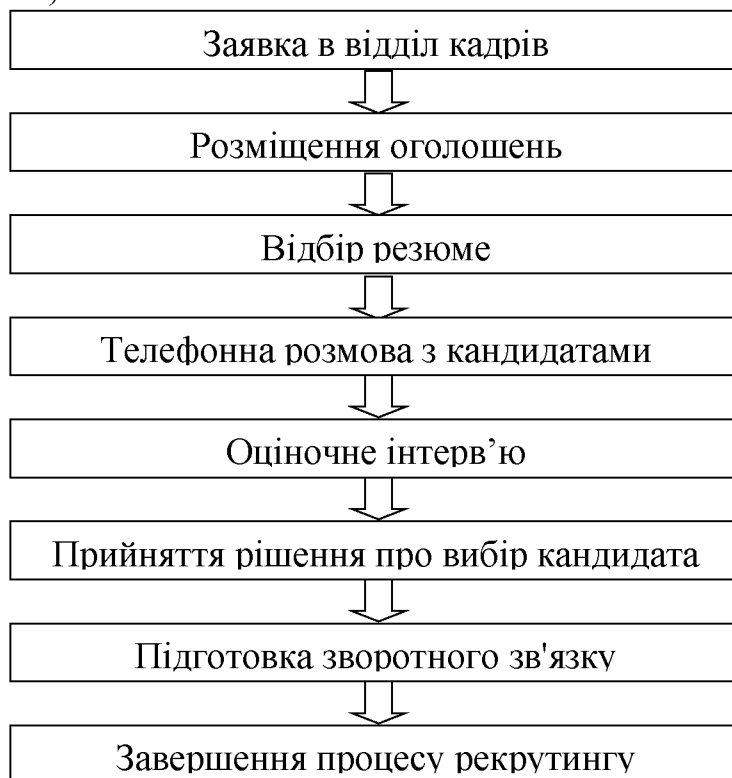 Заявка в відділ кадрів
Розміщення оголошень
Відбір резюме
Телефонна розмова з кандидатами
Оціночне інтерв’ю
Прийняття рішення про вибір кандидата
Підготовка зворотного зв'язку
Завершення процесу рекрутингу